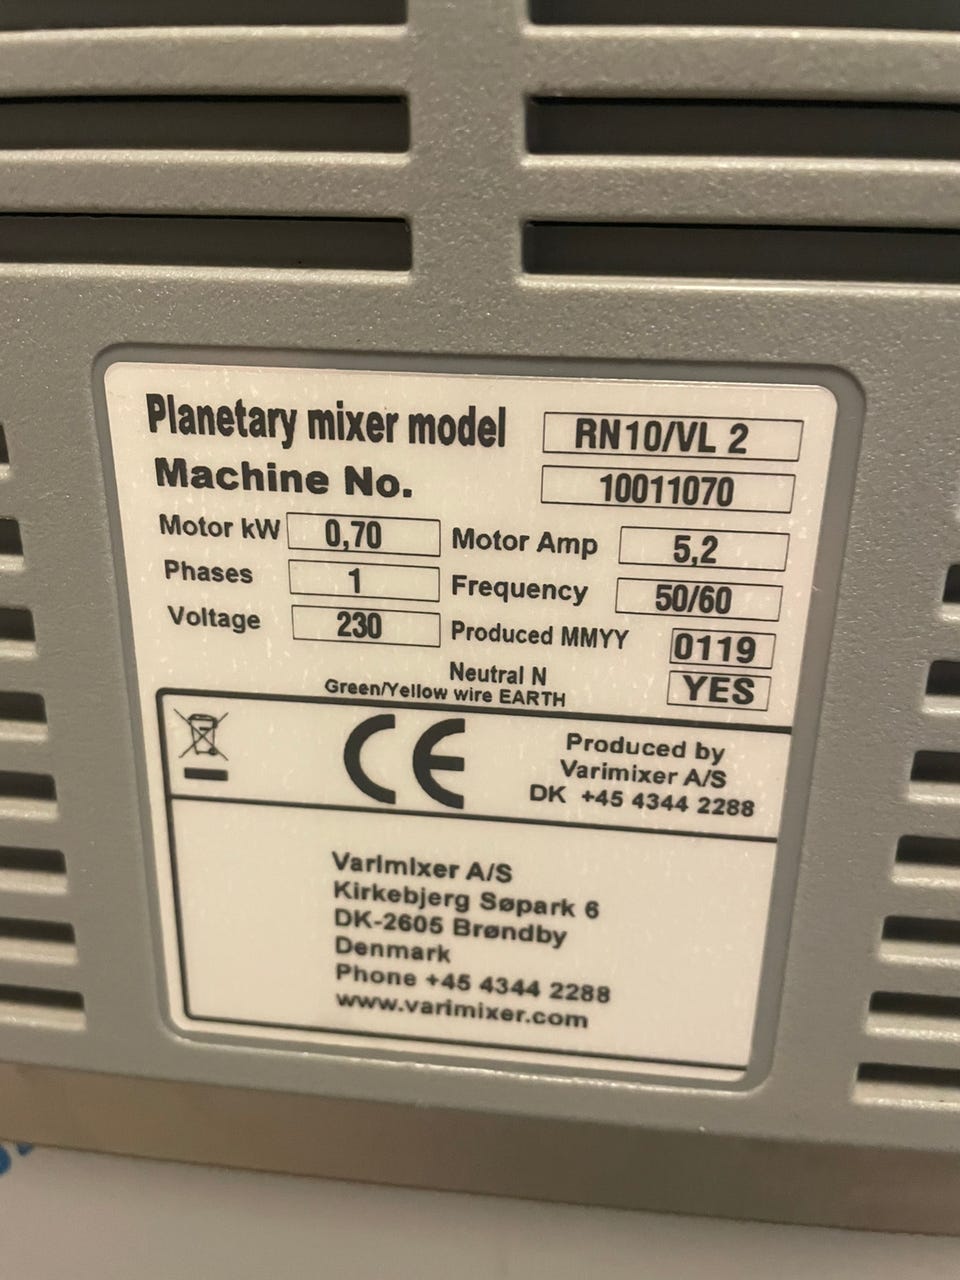 Planetary mixer model RN10/VL 2
Machine No. 10011070
Motor kW 0,70 Motor Amp 5,2
Phases 1 Frequency 50/60
Voltage 230 Produced MMYY 0119
Neutral N YES
Green/Yellow wire EARTH
CE
Produced by
Varimixer A/S
DK +45 4344 2288
Varimixer A/S
Kirkebjerg Søpark 6
DK-2605 Brøndby
Denmark
Phone +45 4344 2288
www.varimixer.com